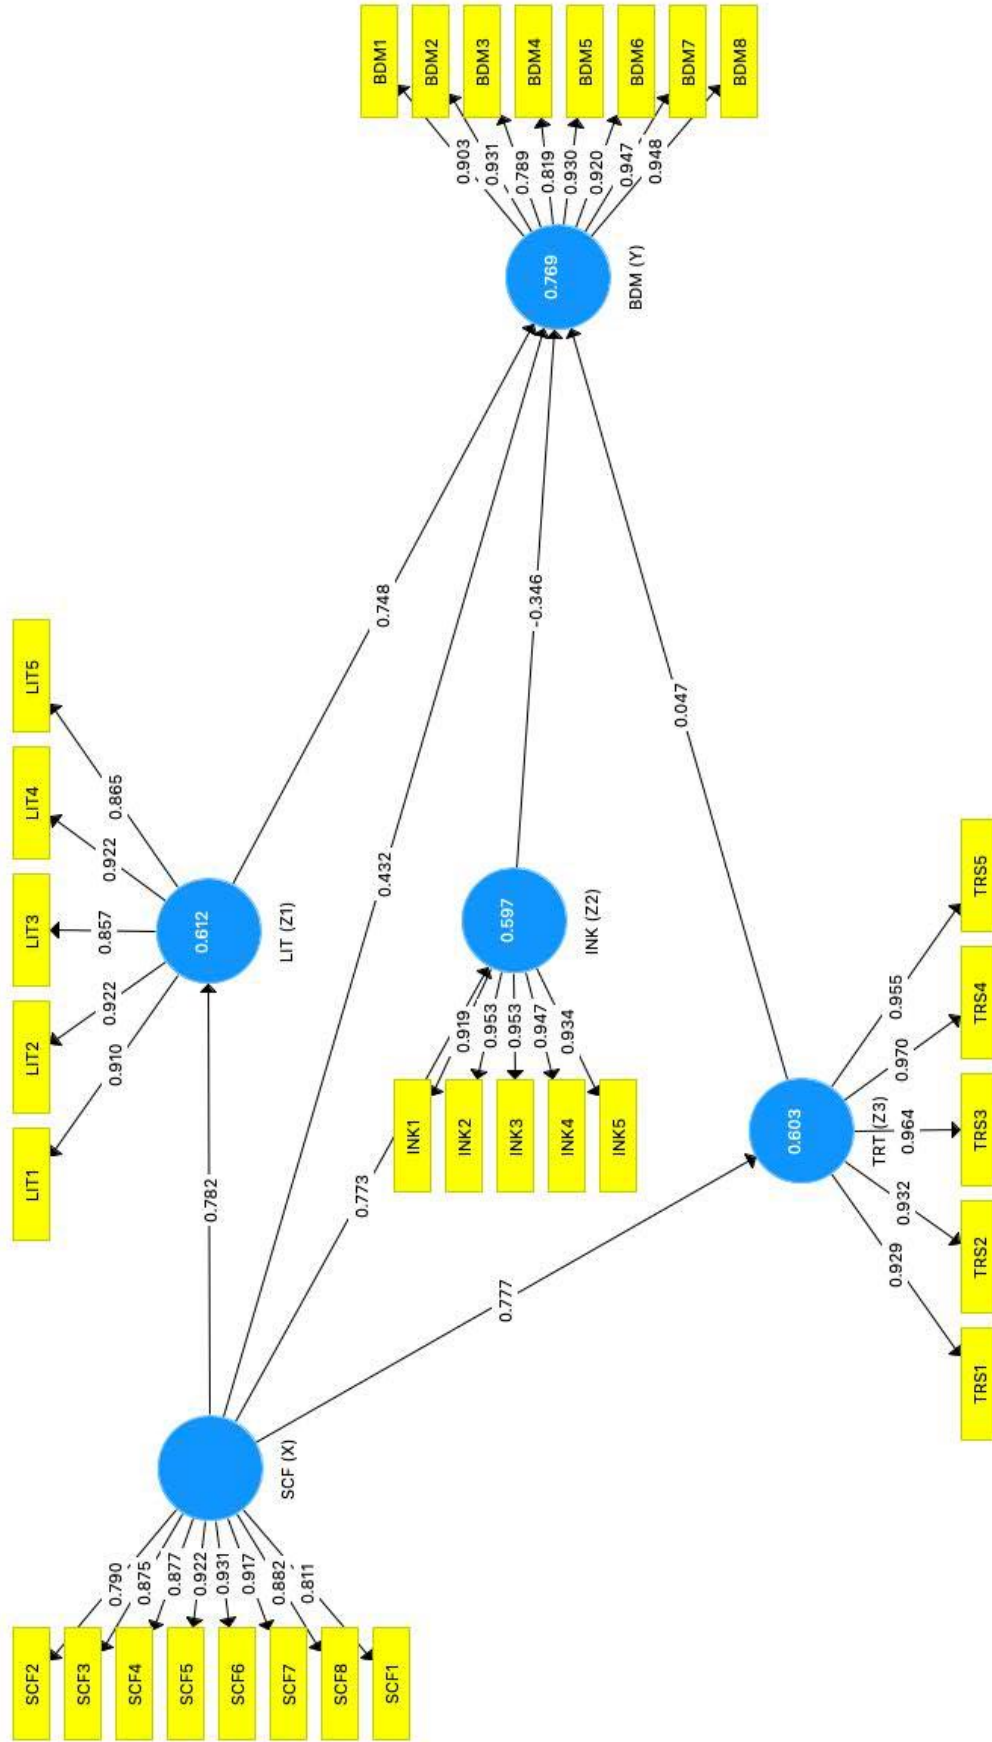 SCF2
SCF3
SCF4
SCF5
SCF6
SCF7
SCF8
SCF1
0.790
0.875
0.877
0.922
0.931
0.917
0.882
0.811
SCF (X)
0.782
0.432
0.773
0.777
LIT1
LIT2
LIT3
LIT4
LIT5
0.910
0.922
0.857
0.922
0.865
0.612
LIT (Z1)
0.748
INK1
INK2
INK3
INK4
INK5
0.919
0.953
0.953
0.947
0.934
0.597
INK (Z2)
-0.346
0.603
TRT (Z3)
0.047
0.929
0.932
0.964
0.970
0.955
TRS1
TRS2
TRS3
TRS4
TRS5
0.769
BDM (Y)
0.903
0.931
0.789
0.819
0.930
0.920
0.947
0.948
BDM1
BDM2
BDM3
BDM4
BDM5
BDM6
BDM7
BDM8